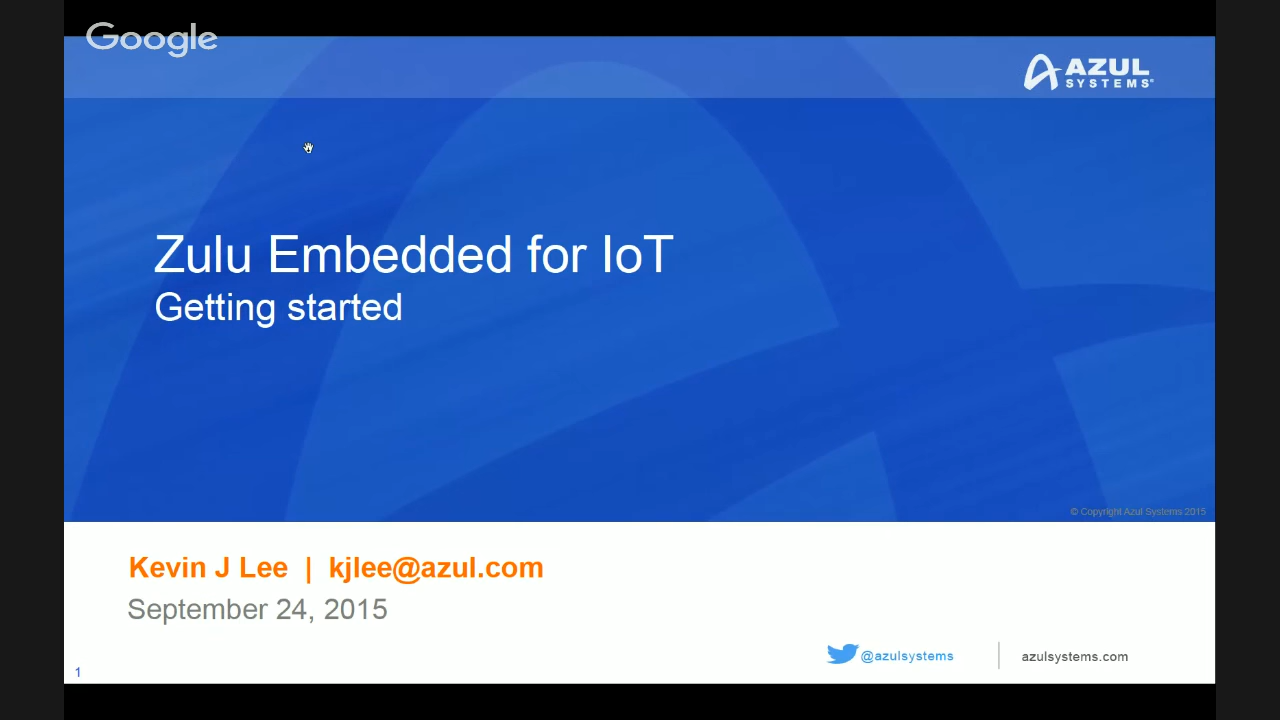 Google
AZUL
SYSTEMS®
Zulu Embedded for IoT
Getting started
© Copyright Azul Systems 2015
Kevin J Lee | kjlee@azul.com
September 24, 2015
@azulsystems
azulsystems.com
1